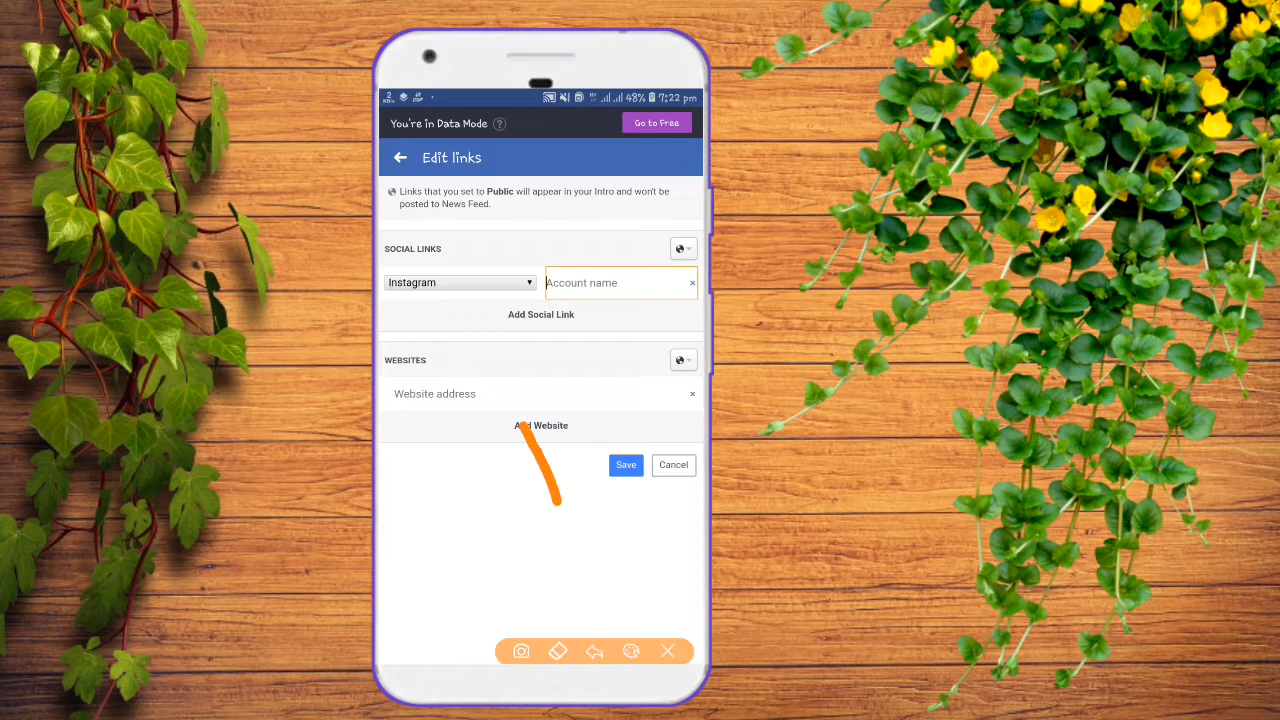 2 KB/s 48% 7:22 pm
You're in Data Mode ? Go to Free
Edit links
Links that you set to Public will appear in your Intro and won't be
posted to News Feed.
SOCIAL LINKS
Instagram Account name ×
Add Social Link
WEBSITES
Website address ×
Add Website
Save Cancel